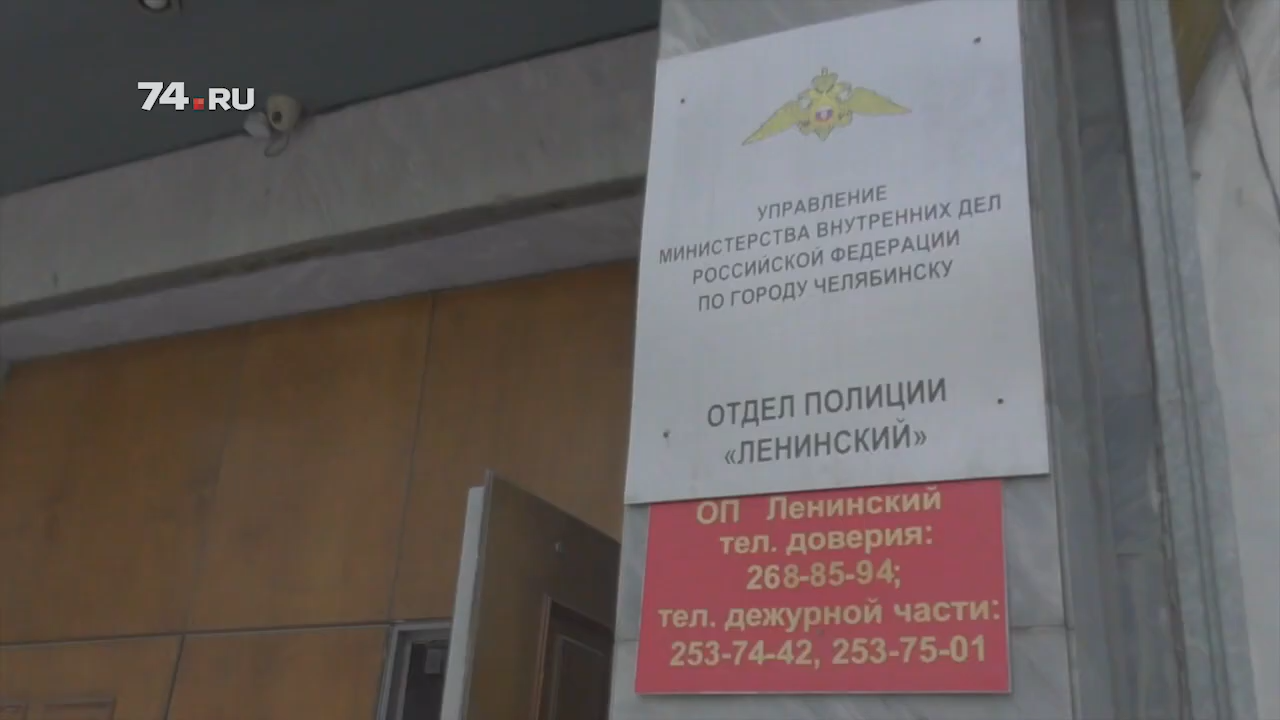 74.RU
УПРАВЛЕНИЕ
МИНИСТЕРСТВА ВНУТРЕННИХ ДЕЛ
РОССИЙСКОЙ ФЕДЕРАЦИИ
ПО ГОРОДУ ЧЕЛЯБИНСКУ
ОТДЕЛ ПОЛИЦИИ
«ЛЕНИНСКИЙ»
ОП Ленинский
тел. доверия:
268-85-94;
тел. дежурной части:
253-74-42, 253-75-01